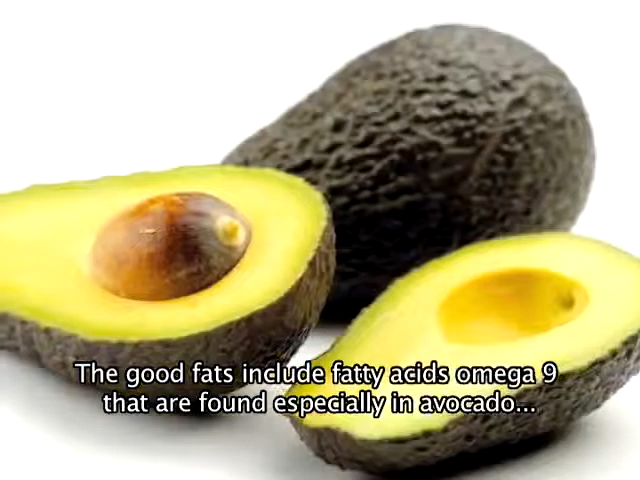 The good fats include fatty acids omega 9
that are found especially in avocado...